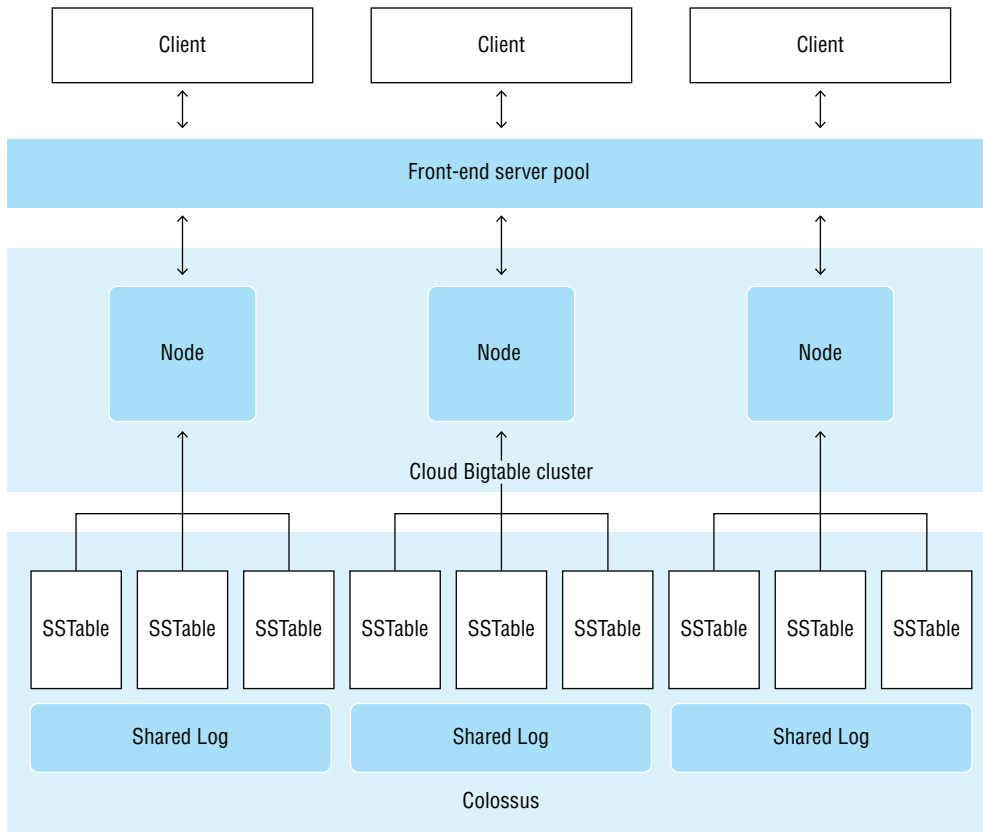 Client
Client
Client
Front-end server pool
Node
Node
Node
Cloud Bigtable cluster
SSTable
SSTable
SSTable
SSTable
SSTable
SSTable
SSTable
SSTable
SSTable
Shared Log
Shared Log
Shared Log
Colossus